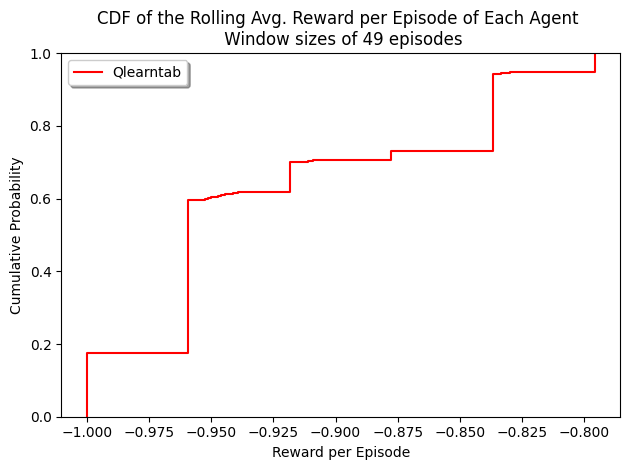 CDF of the Rolling Avg. Reward per Episode of Each Agent
Window sizes of 49 episodes
Qlearntab
Cumulative Probability
1.0
0.8
0.6
0.4
0.2
0.0
−1.000 −0.975 −0.950 −0.925 −0.900 −0.875 −0.850 −0.825 −0.800
Reward per Episode